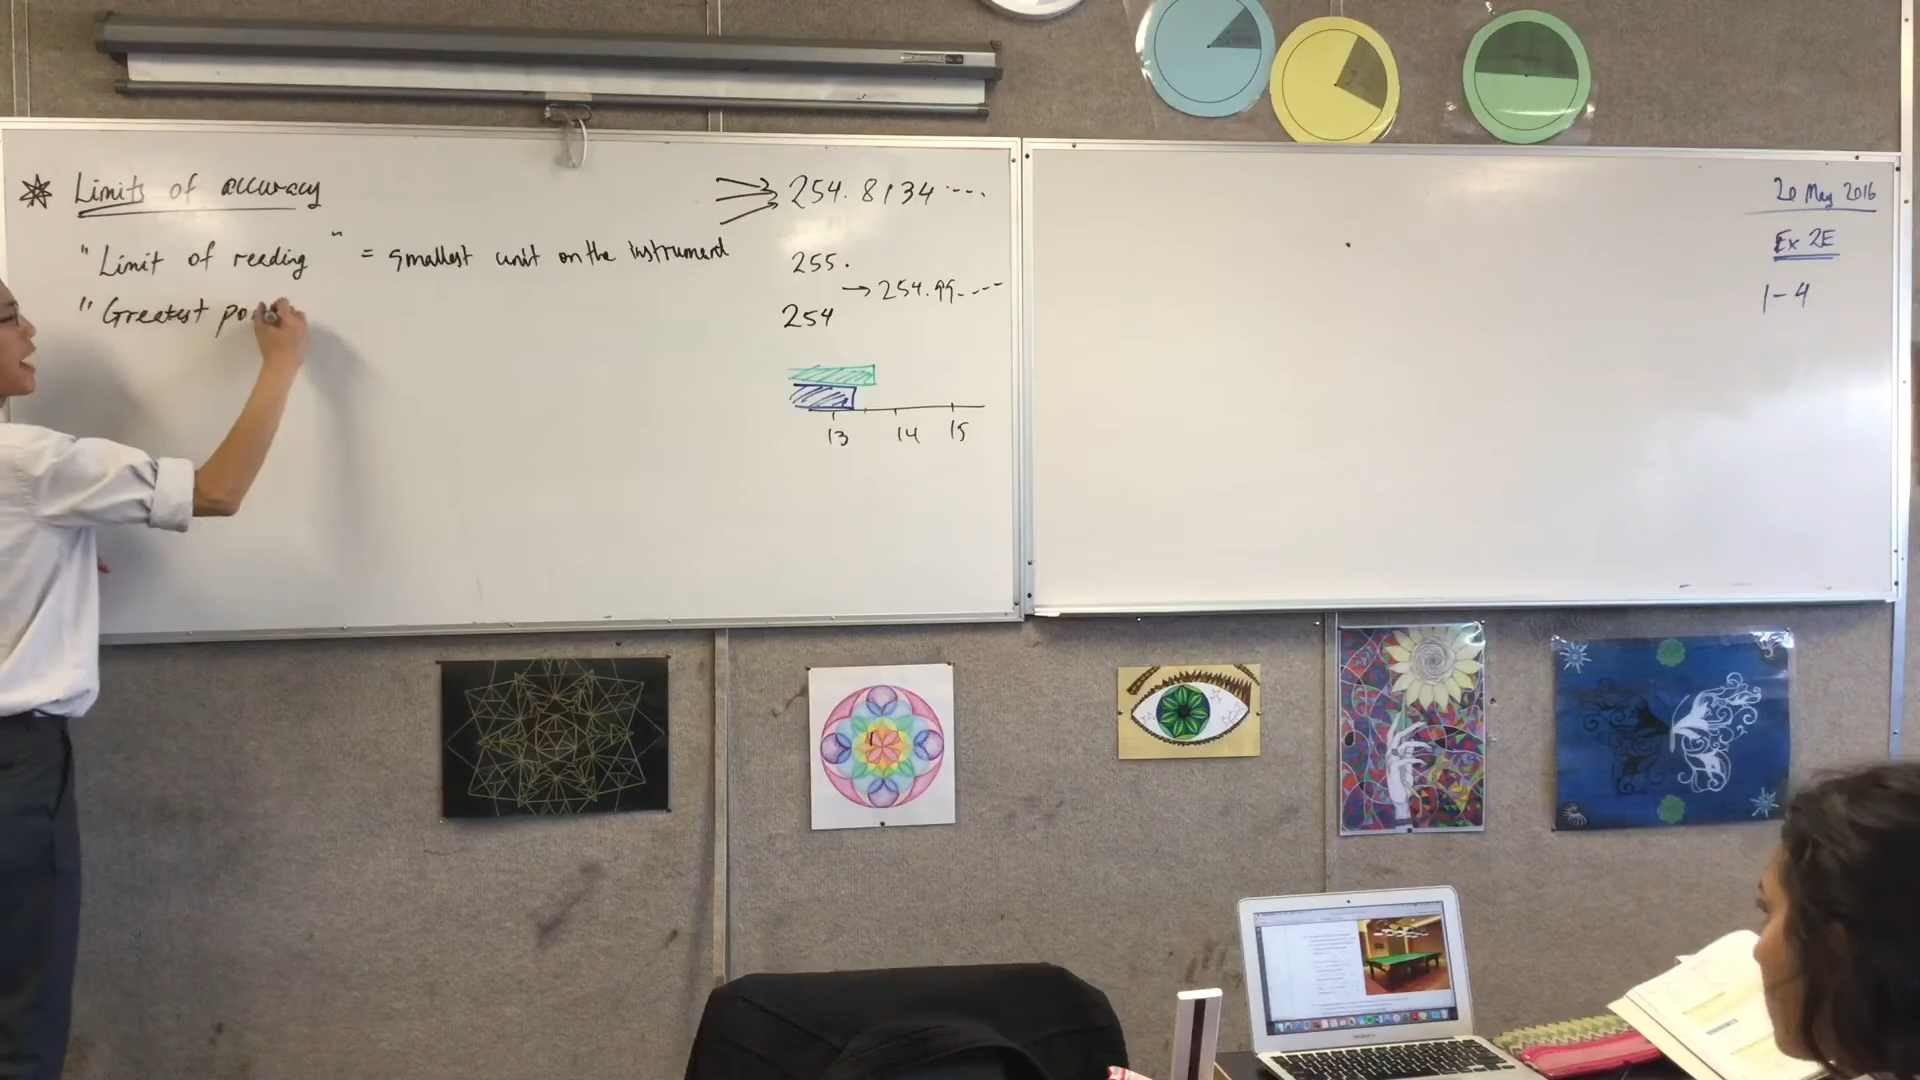 Limits of accuracy
"Limit of reading" = smallest unit on the instrument
"Greatest pos
254.8134....
255.
→ 254.99....
254
13 14 15
20 May 2016
Ex 2E
1-4